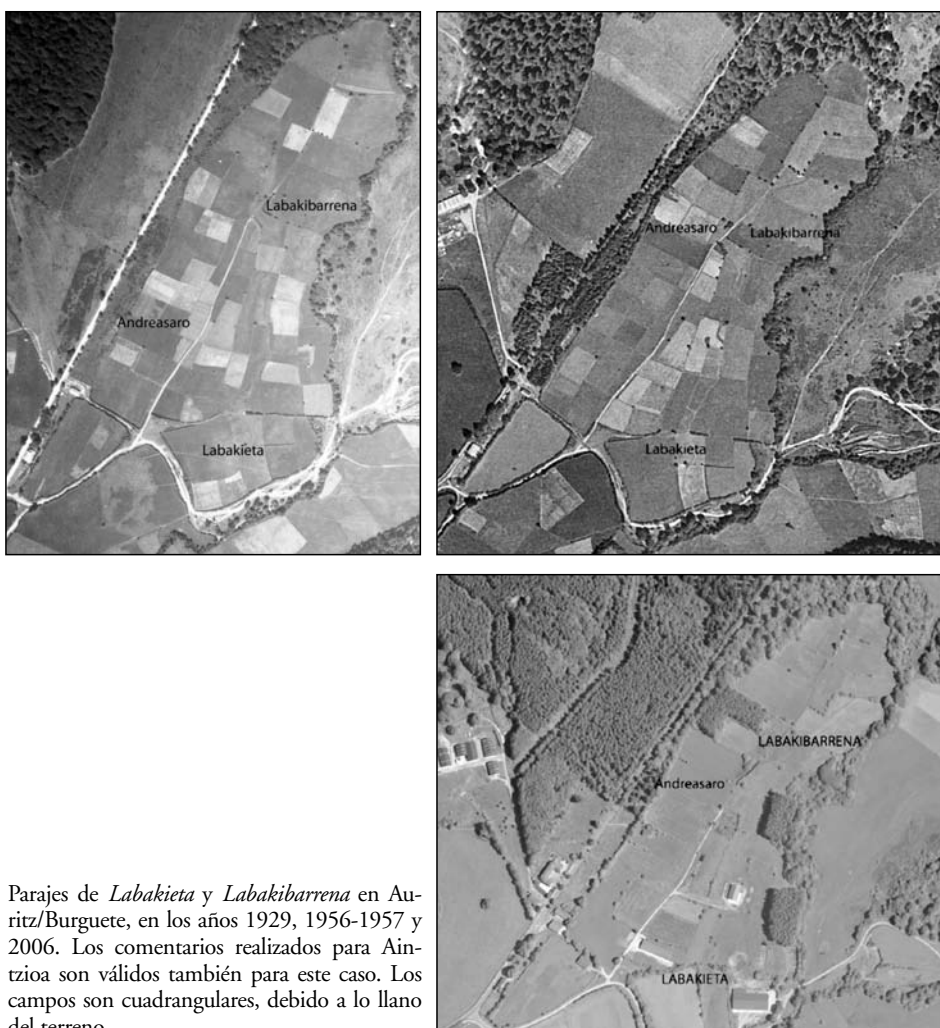 Labakibarrena
Andreasaro
Labakieta
Andreasaro
Labakibarrena
Labakieta
LABAKIBARRENA
Andreasaro
LABAKIETA
Parajes de Labakieta y Labakibarrena en Au-
ritz/Burguete, en los años 1929, 1956-1957 y
2006. Los comentarios realizados para Ain-
tzioa son válidos también para este caso. Los
campos son cuadrangulares, debido a lo llano
del terreno